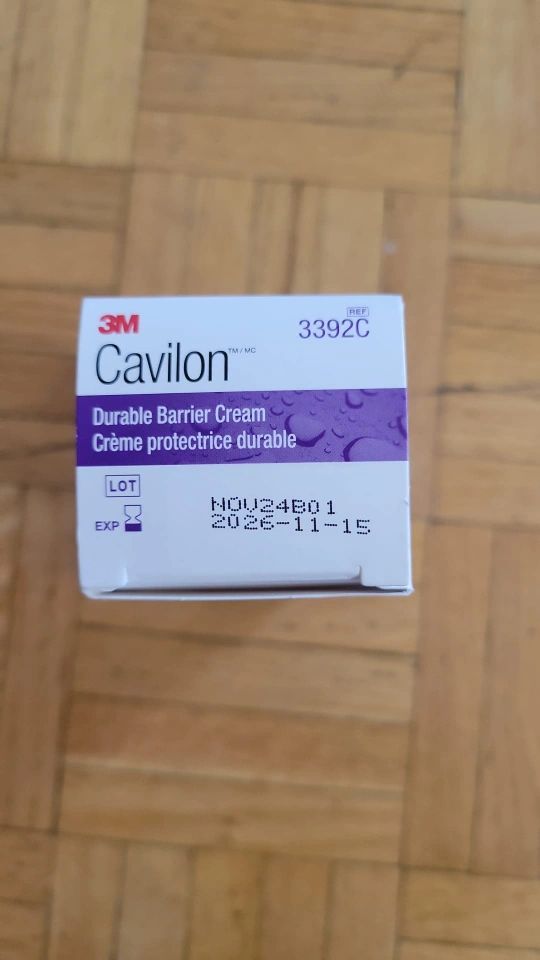 3M
REF
3392C
Cavilon™/MC
Durable Barrier Cream
Crème protectrice durable
LOT
NOV24B01
EXP
2026-11-15